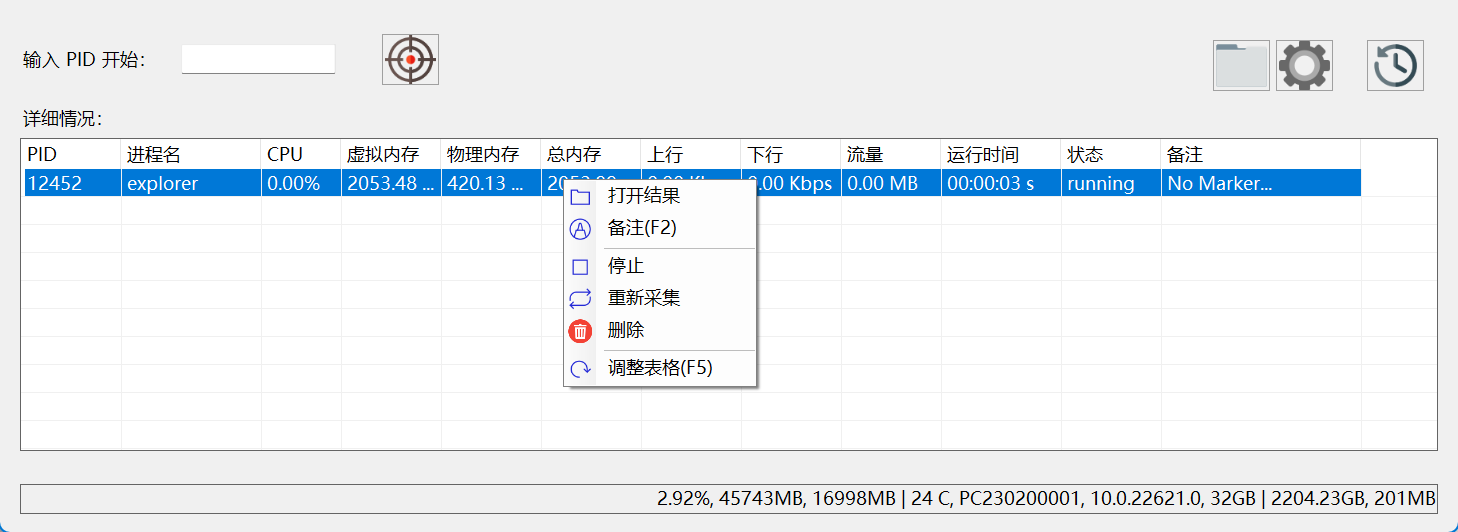 输入 PID 开始：
详细情况：
PID 进程名 CPU 虚拟内存 物理内存 总内存 上行 下行 流量 运行时间 状态 备注
12452 explorer 0.00% 2053.48 ... 420.13 ... 0.00 Kbps 0.00 MB 00:00:03 s running No Marker...
打开结果
备注(F2)
停止
重新采集
删除
调整表格(F5)
2.92%, 45743MB, 16998MB | 24 C, PC230200001, 10.0.22621.0, 32GB | 2204.23GB, 201MB